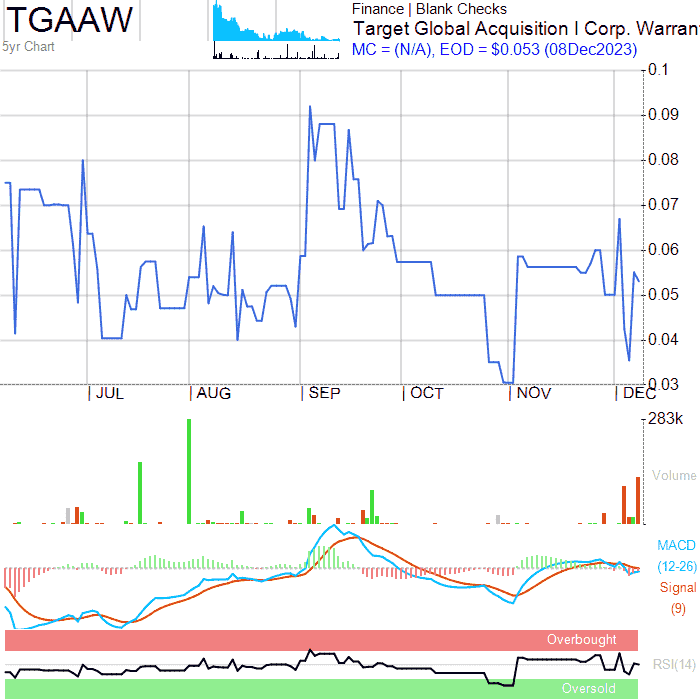 TGAAW
5yr Chart
Finance | Blank Checks
Target Global Acquisition I Corp. Warran
MC = (N/A), EOD = $0.053 (08Dec2023)
0.1
0.09
0.08
0.07
0.06
0.05
0.04
0.03
JUL AUG SEP OCT NOV DEC
283k
Volume
MACD
(12-26)
Signal
(9)
Overbought
RSI(14)
Oversold